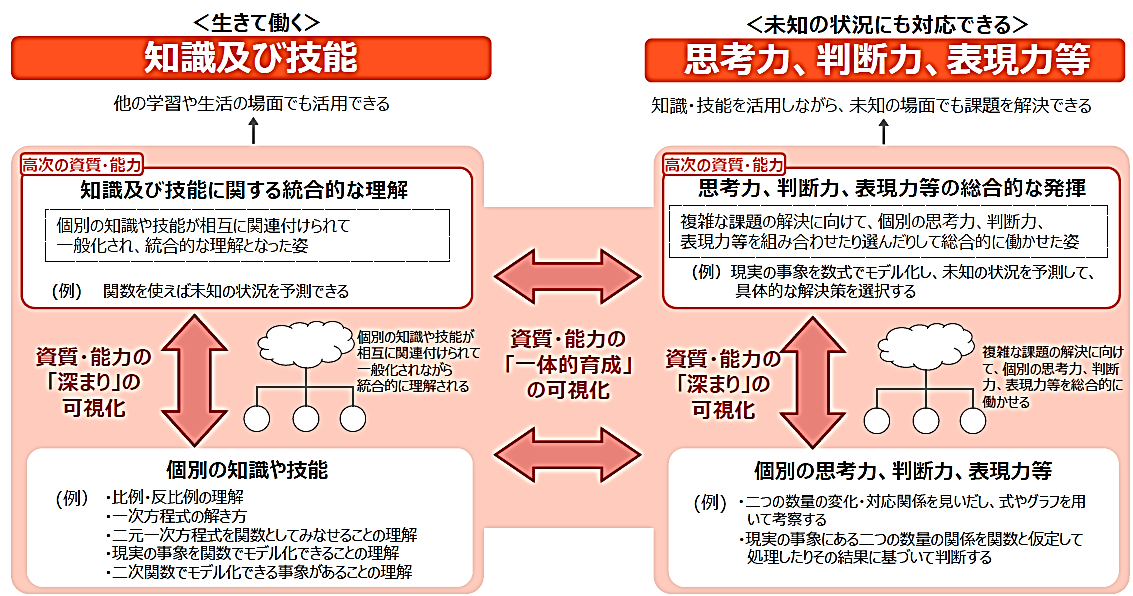 ＜生きて働く＞
知識及び技能
他の学習や生活の場面でも活用できる
高次の資質・能力
知識及び技能に関する統合的な理解
個別の知識や技能が相互に関連付けられて
一般化され、統合的な理解となった姿
(例) 関数を使えば未知の状況を予測できる
資質・能力の
「深まり」の
可視化
個別の知識や技能が
相互に関連付けられて
一般化されながら
統合的に理解される
個別の知識や技能
(例) ・比例・反比例の理解
・一次方程式の解き方
・二元一次方程式を関数としてみなせることの理解
・現実の事象を関数でモデル化できることの理解
・二次関数でモデル化できる事象があることの理解
資質・能力の
「一体的育成」
の可視化
＜未知の状況にも対応できる＞
思考力、判断力、表現力等
知識・技能を活用しながら、未知の場面でも課題を解決できる
高次の資質・能力
思考力、判断力、表現力等の総合的な発揮
複雑な課題の解決に向けて、個別の思考力、判断力、
表現力等を組み合わせたり選んだりして総合的に働かせた姿
(例) 現実の事象を数式でモデル化し、未知の状況を予測して、
具体的な解決策を選択する
資質・能力の
「深まり」の
可視化
複雑な課題の解決に向け
て、個別の思考力、判断
力、表現力等を総合的に
働かせる
個別の思考力、判断力、表現力等
(例) ・二つの数量の変化・対応関係を見いだし、式やグラフを用
いて考察する
・現実の事象にある二つの数量の関係を関数と仮定して
処理したりその結果に基づいて判断する